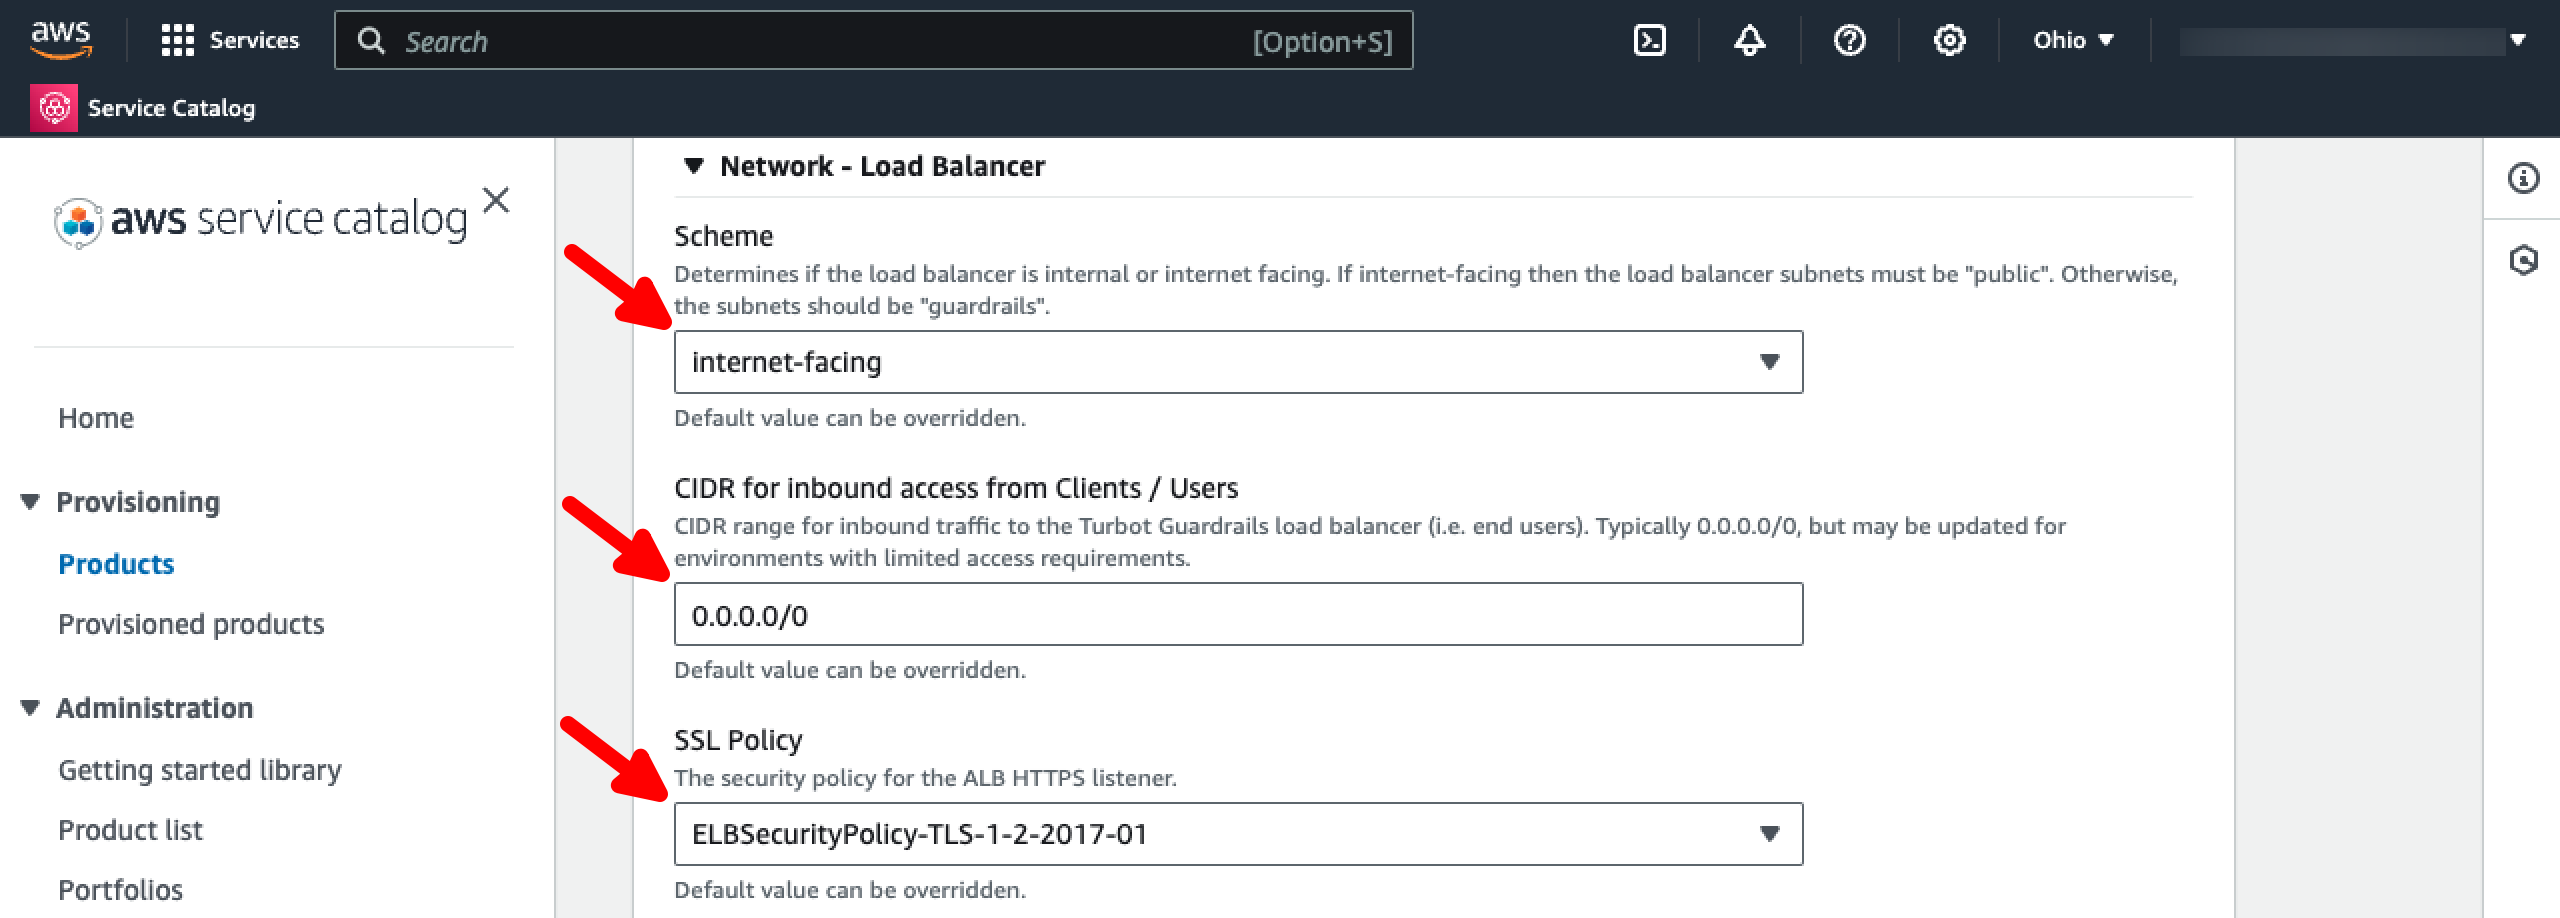 aws
Services
Search
[Option+S]
Ohio
Service Catalog
aws service catalog
Home
Provisioning
Products
Provisioned products
Administration
Getting started library
Product list
Portfolios
Network - Load Balancer
Scheme
Determines if the load balancer is internal or internet facing. If internet-facing then the load balancer subnets must be "public". Otherwise,
the subnets should be "guardrails".
internet-facing
Default value can be overridden.
CIDR for inbound access from Clients / Users
CIDR range for inbound traffic to the Turbot Guardrails load balancer (i.e. end users). Typically 0.0.0.0/0, but may be updated for
environments with limited access requirements.
0.0.0.0/0
Default value can be overridden.
SSL Policy
The security policy for the ALB HTTPS listener.
ELBSecurityPolicy-TLS-1-2-2017-01
Default value can be overridden.